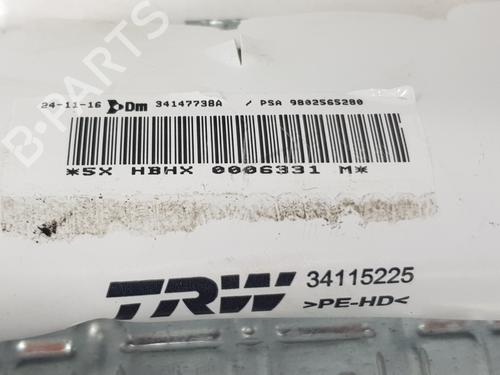 B-PARTS
24-11-16 Dm 34147738A / PSA 9802565280
*5X HBHX 0006331 M*
TRW 34115225
>PE-HD<